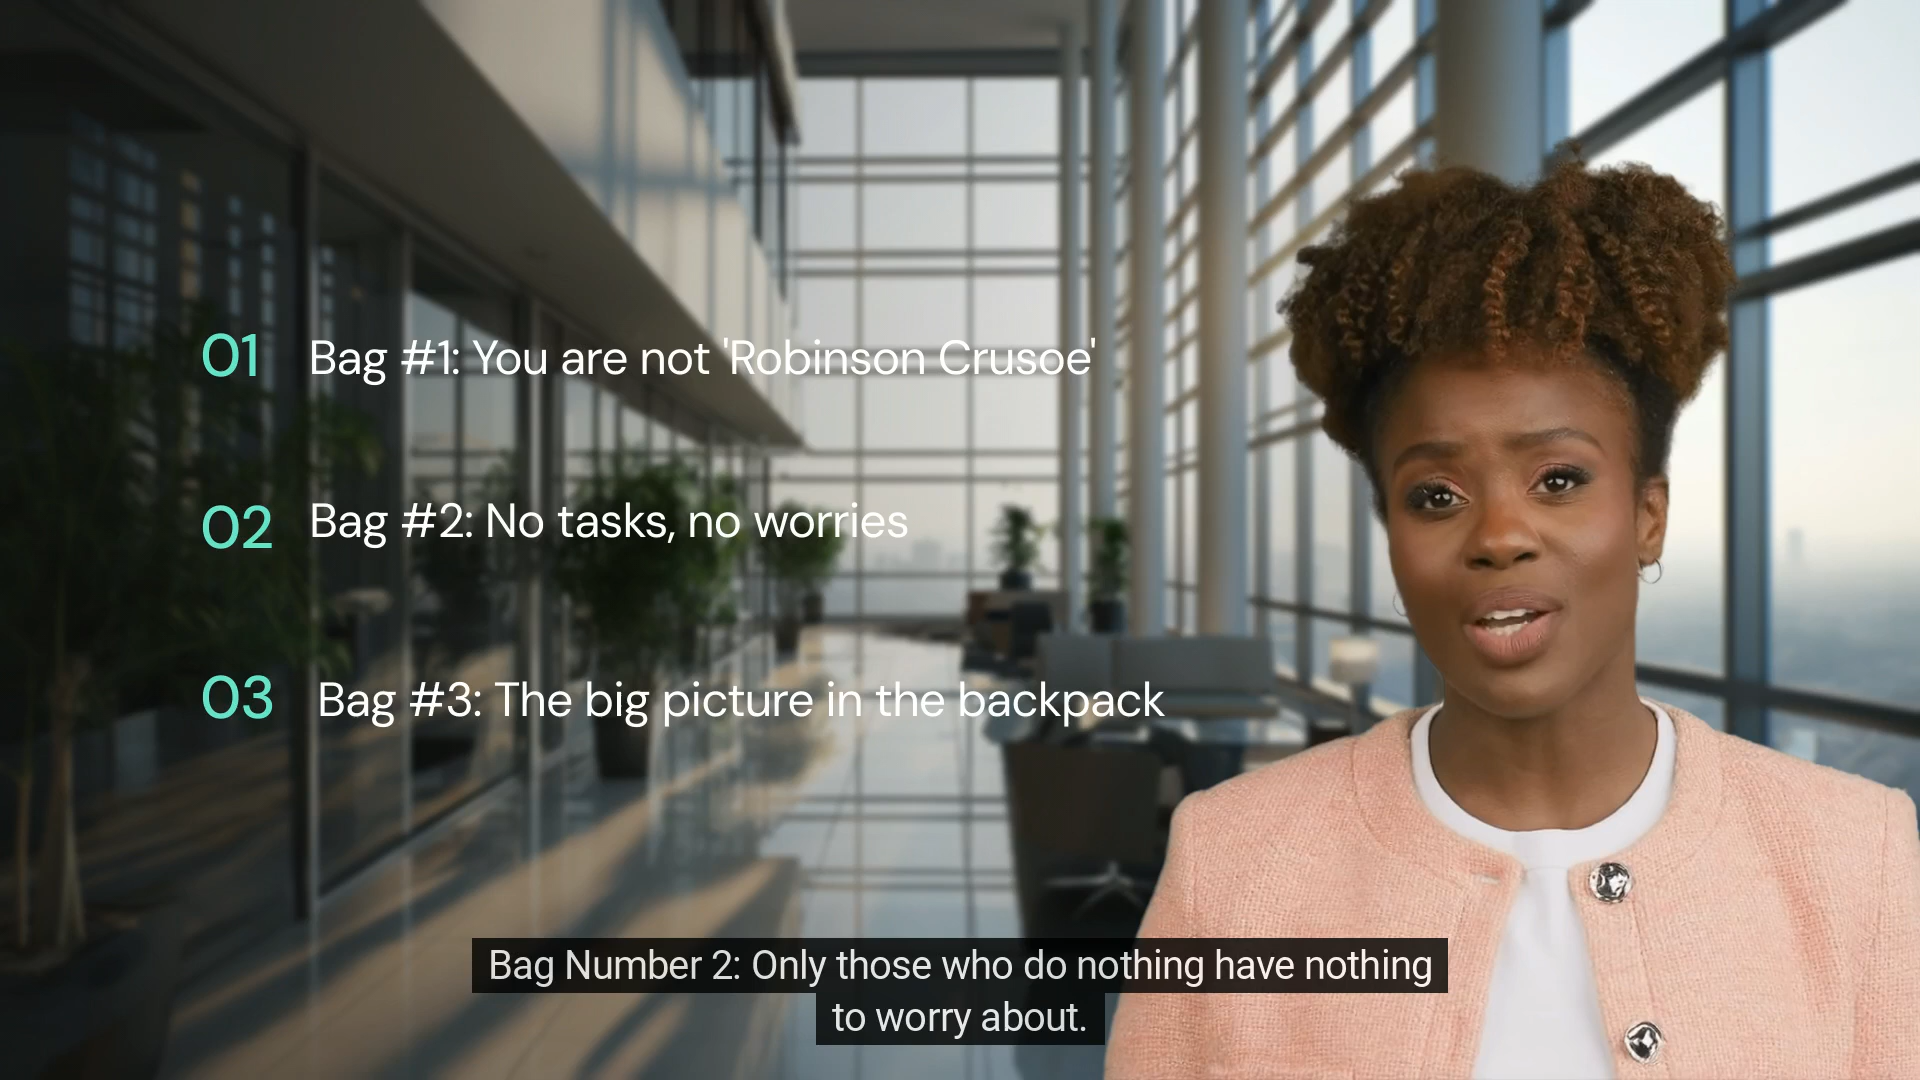 01 Bag #1: You are not 'Robinson Crusoe'
02 Bag #2: No tasks, no worries
03 Bag #3: The big picture in the backpack
Bag Number 2: Only those who do nothing have nothing
to worry about.